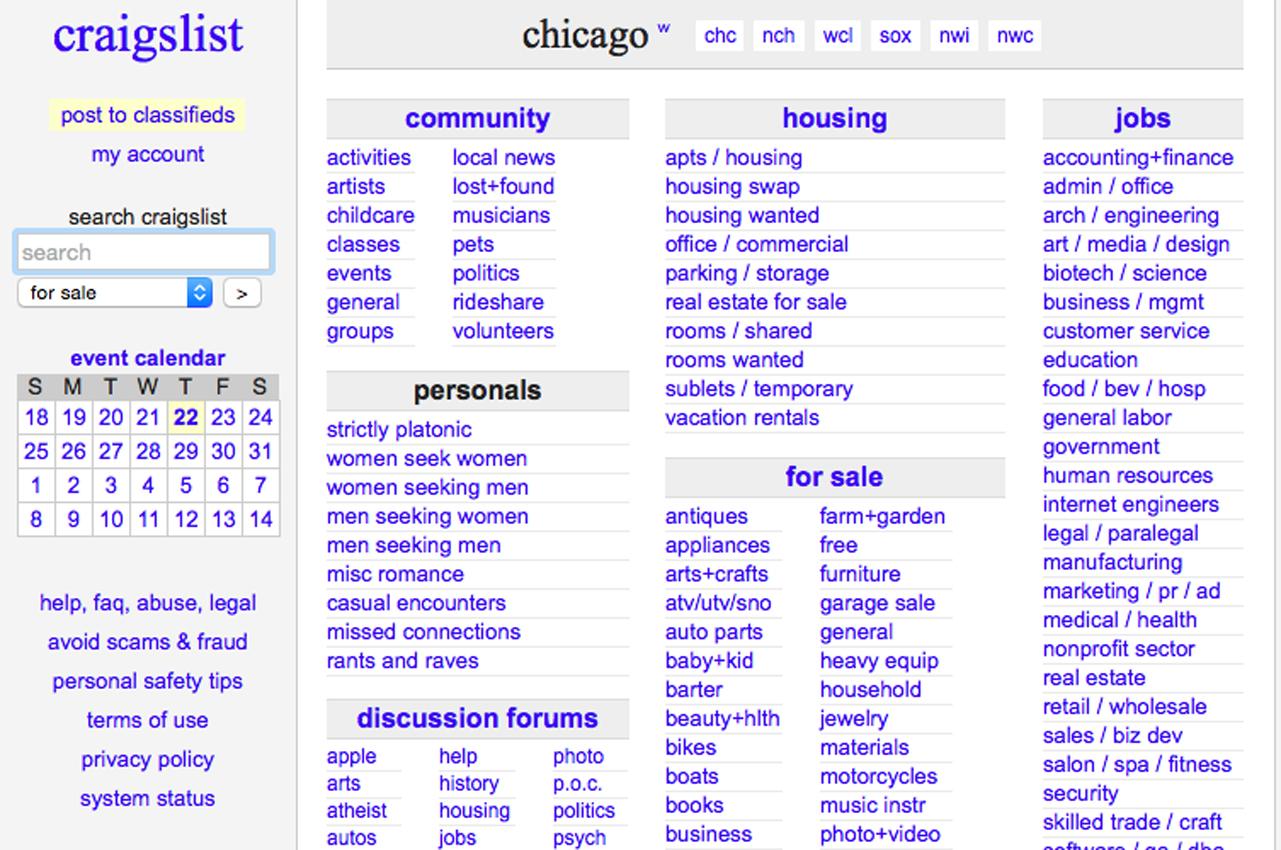 craigslist
post to classifieds
my account
search craigslist
search
for sale >
event calendar
S M T W T F S
18 19 20 21 22 23 24
25 26 27 28 29 30 31
1 2 3 4 5 6 7
8 9 10 11 12 13 14
help, faq, abuse, legal
avoid scams & fraud
personal safety tips
terms of use
privacy policy
system status
chicago w chc nch wcl sox nwi nwc
community
activities
artists
childcare
classes
events
general
groups
local news
lost+found
musicians
pets
politics
rideshare
volunteers
personals
strictly platonic
women seek women
women seeking men
men seeking women
men seeking men
misc romance
casual encounters
missed connections
rants and raves
discussion forums
apple
arts
atheist
autos
help
history
housing
jobs
photo
p.o.c.
politics
psych
housing
apts / housing
housing swap
housing wanted
office / commercial
parking / storage
real estate for sale
rooms / shared
rooms wanted
sublets / temporary
vacation rentals
for sale
antiques
appliances
arts+crafts
atv/utv/sno
auto parts
baby+kid
barter
beauty+hlth
bikes
boats
books
business
farm+garden
free
furniture
garage sale
general
heavy equip
household
jewelry
materials
motorcycles
music instr
photo+video
jobs
accounting+finance
admin / office
arch / engineering
art / media / design
biotech / science
business / mgmt
customer service
education
food / bev / hosp
general labor
government
human resources
internet engineers
legal / paralegal
manufacturing
marketing / pr / ad
medical / health
nonprofit sector
real estate
retail / wholesale
sales / biz dev
salon / spa / fitness
security
skilled trade / craft
software / qa / dba